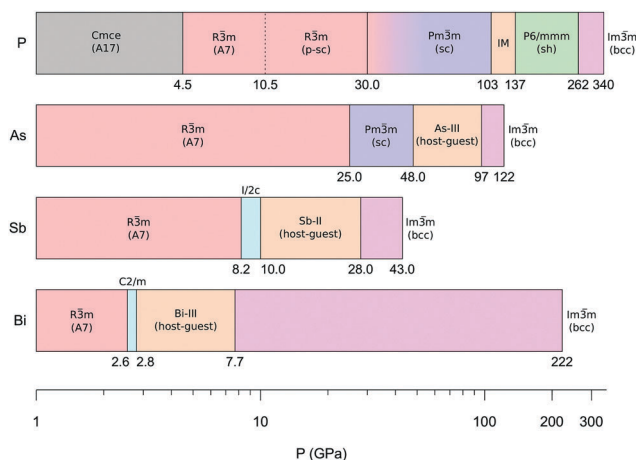 P
Cmce
(A17)
R3̄m
(A7)
R3̄m
(p-sc)
Pm3̄m
(sc)
IM
P6/mmm
(sh)
Im3̄m
(bcc)
4.5 10.5 30.0 103 137 262 340
As
R3̄m
(A7)
Pm3̄m
(sc)
As-III
(host-guest)
Im3̄m
(bcc)
25.0 48.0 97 122
I/2c
Sb
R3̄m
(A7)
Sb-II
(host-guest)
Im3̄m
(bcc)
8.2 10.0 28.0 43.0
C2/m
Bi
R3̄m
(A7)
Bi-III
(host-guest)
Im3̄m
(bcc)
2.6 2.8 7.7 222
1 10 100 200 300
P (GPa)